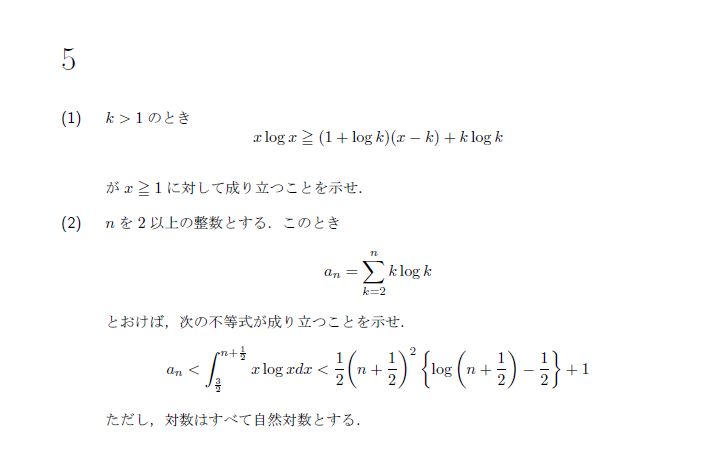 5
(1) k > 1 のとき
x log x ≧ (1 + log k)(x − k) + k log k
が x ≧ 1 に対して成り立つことを示せ.
(2) n を 2 以上の整数とする. このとき
a_n = \sum_{k=2}^{n} k log k
とおけば, 次の不等式が成り立つことを示せ.
a_n < \int_{\frac{3}{2}}^{n+\frac{1}{2}} x log xdx < \frac{1}{2}\left(n + \frac{1}{2}\right)^2 \left\{log\left(n + \frac{1}{2}\right) − \frac{1}{2}\right\} + 1
ただし, 対数はすべて自然対数とする.